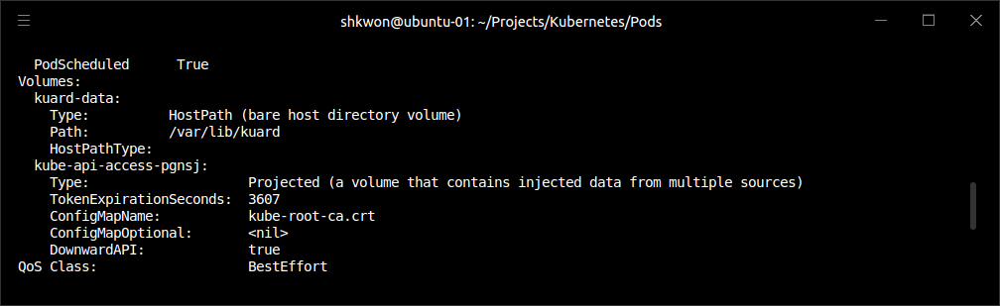 shkwon@ubuntu-01: ~/Projects/Kubernetes/Pods
PodScheduled      True
Volumes:
  kuard-data:
    Type:          HostPath (bare host directory volume)
    Path:          /var/lib/kuard
    HostPathType:
  kube-api-access-pgnsj:
    Type:                    Projected (a volume that contains injected data from multiple sources)
    TokenExpirationSeconds:  3607
    ConfigMapName:           kube-root-ca.crt
    ConfigMapOptional:       <nil>
    DownwardAPI:             true
QoS Class:                   BestEffort